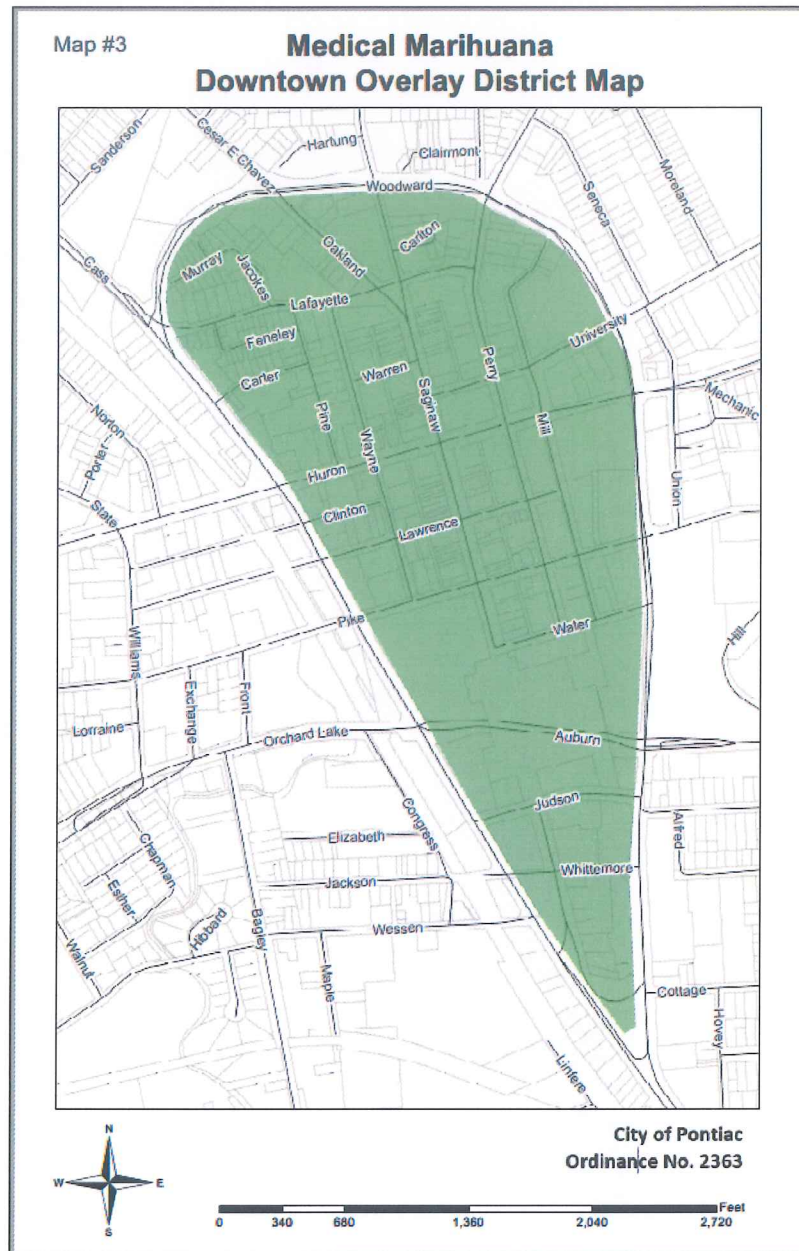 Map #3
Medical Marihuana
Downtown Overlay District Map
Sanderson
Cesar E Chavez
Hartung
Clairmont
Woodward
Seneca
Moreland
Cass
Murray
Jacokes
Oakland
Carlton
Lafayette
Feneley
University
Carter
Warren
Perry
Saginaw
Mechanic
Norton
Porter
Pine
Wayne
Mill
Huron
Union
State
Clinton
Lawrence
Pike
Water
Williams
Hill
Exchange
Front
Lorraine
Orchard Lake
Auburn
Congress
Judson
Alfred
Elizabeth
Chapman
Whittemore
Jackson
Esther
Hibbard
Bagley
Wessen
Walnut
Maple
Cottage
Hovey
Linfere
City of Pontiac
Ordinance No. 2363
N
W
E
S
Feet
0 340 680 1,360 2,040 2,720